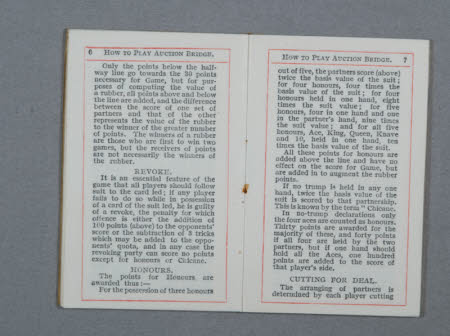 6 HOW TO PLAY AUCTION BRIDGE.
Only the points below the half-
way line go towards the 30 points
necessary for Game, but for pur-
poses of computing the value of
a rubber, all points above and below
the line are added, and the difference
between the score of one set of
partners and that of the other
represents the value of the rubber
to the winner of the greater number
of points. The winners of a rubber
are those who are first to win two
games, but the receivers of points
are not necessarily the winners of
the rubber.
REVOKE.
It is an essential feature of the
game that all players should follow
suit to the card led; if any player
fails to do so while in possession
of a card of the suit led, he is guilty
of a revoke, the penalty for which
offence is either the addition of
100 points (above) to the opponents'
score or the subtraction of 3 tricks
which may be added to the oppo-
nents' quota, and in any case the
revoking party can score no points
except for honours or Chicane.
HONOURS.
The points for Honours, are
awarded thus:—
For the possession of three honours
HOW TO PLAY AUCTION BRIDGE. 7
out of five, the partners score (above)
twice the basis value of the suit;
for four honours, four times the
basis value of the suit; for four
honours held in one hand, eight
times the suit value; for five
honours, four in one hand and one
in the partner's hand, nine times
the suit value; and for all five
honours, Ace, King, Queen, Knave
and 10, held in one hand, ten
times the basis value of the suit.
All these points for honours are
added above the line and have no
effect on the score for Game, but
are added in to augment the rubber
points.
If no trump is held in any one
hand, twice the basis value of the
suit is scored to that partnership.
This is known by the term "Chicane.
In no-trump declarations only
the four aces are counted as honours.
Thirty points are awarded for the
majority of these, and forty points
if all four are held by the two
partners, but if one hand should
hold all the Aces, one hundred
points are added to the score of
that player's side.
CUTTING FOR DEAL.
The arranging of partners is
determined by each player cutting